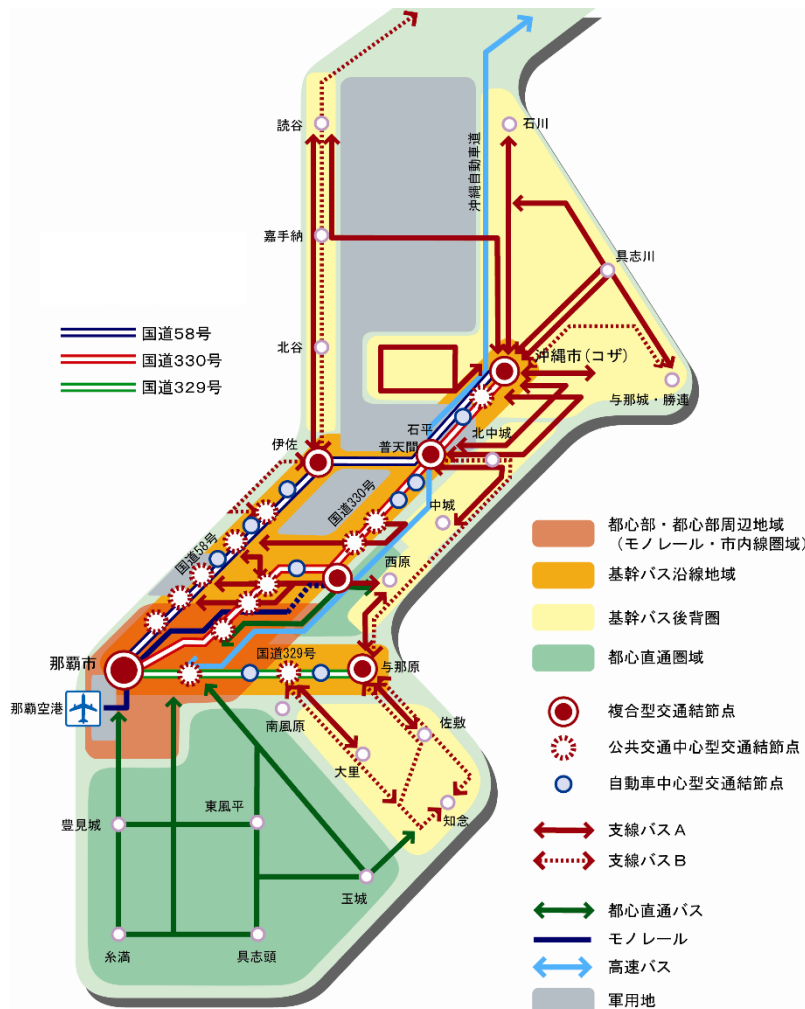 読谷
石川
沖縄自動車道
嘉手納
具志川
国道58号
国道330号
国道329号
北谷
沖縄市(コザ)
与那城・勝連
石平
北中城
伊佐
普天間
国道330号
中城
国道58号
西原
都心部・都心部周辺地域
(モノレール・市内線圏域)
基幹バス沿線地域
基幹バス後背圏
国道329号
都心直通圏域
那覇市
与那原
那覇空港
南風原
佐敷
複合型交通結節点
公共交通中心型交通結節点
大里
自動車中心型交通結節点
豊見城
東風平
知念
支線バスA
支線バスB
玉城
都心直通バス
モノレール
糸満
具志頭
高速バス
軍用地